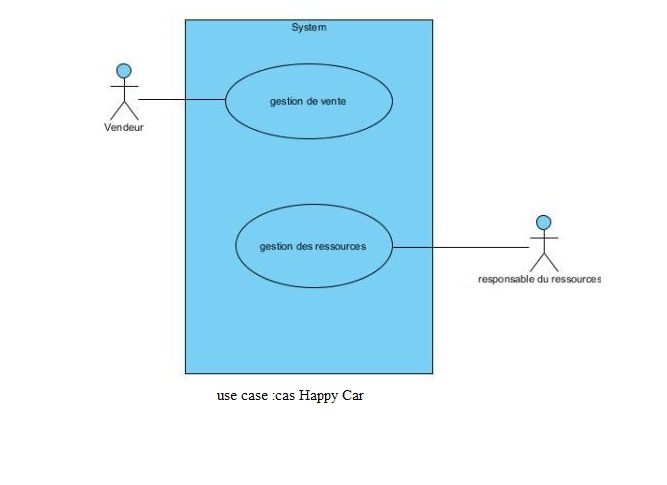 System
gestion de vente
Vendeur
gestion des ressources
responsable du ressources
use case :cas Happy Car